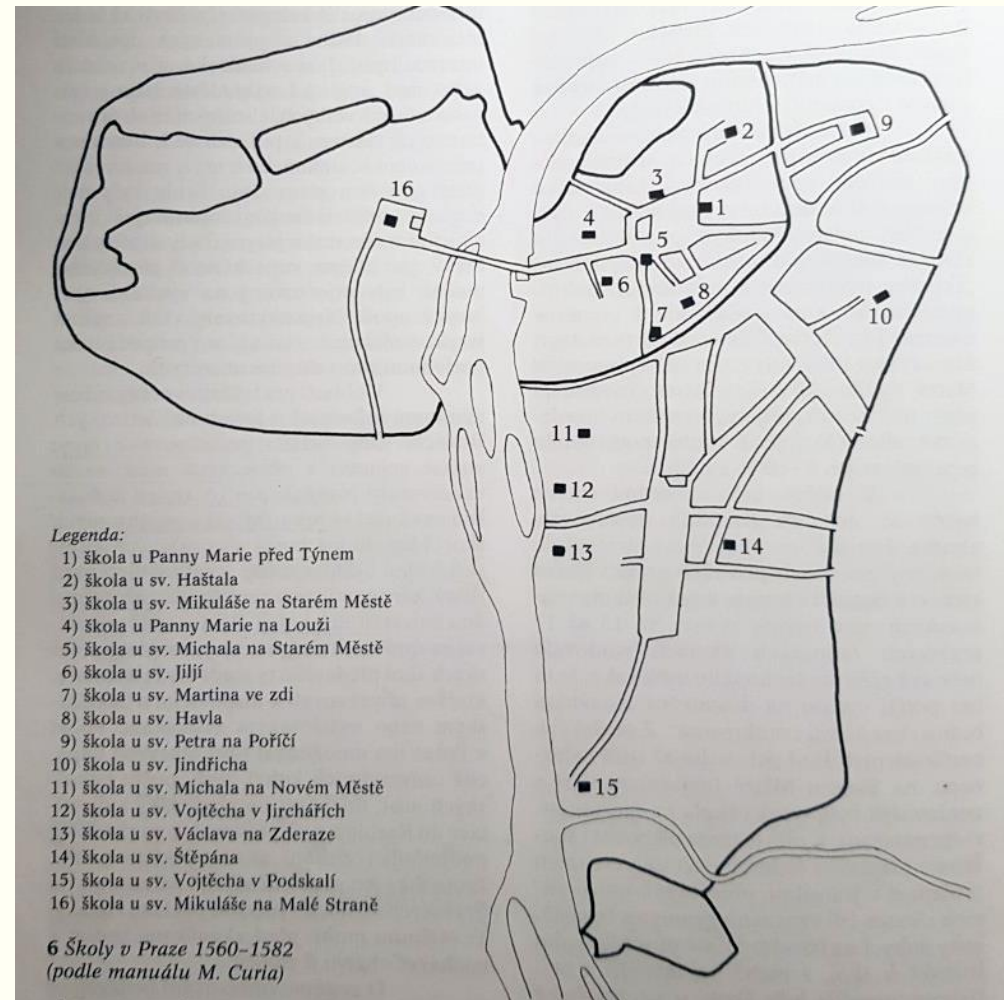 16
2
9
3
4
1
5
6
8
7
10
11
12
13
14
15
Legenda:
1) škola u Panny Marie před Týnem
2) škola u sv. Haštala
3) škola u sv. Mikuláše na Starém Městě
4) škola u Panny Marie na Louži
5) škola u sv. Michala na Starém Městě
6) škola u sv. Jiljí
7) škola u sv. Martina ve zdi
8) škola u sv. Havla
9) škola u sv. Petra na Poříčí
10) škola u sv. Jindřicha
11) škola u sv. Michala na Novém Městě
12) škola u sv. Vojtěcha v Jirchářích
13) škola u sv. Václava na Zderaze
14) škola u sv. Štěpána
15) škola u sv. Vojtěcha v Podskalí
16) škola u sv. Mikuláše na Malé Straně
6 Školy v Praze 1560–1582
(podle manuálu M. Curia)